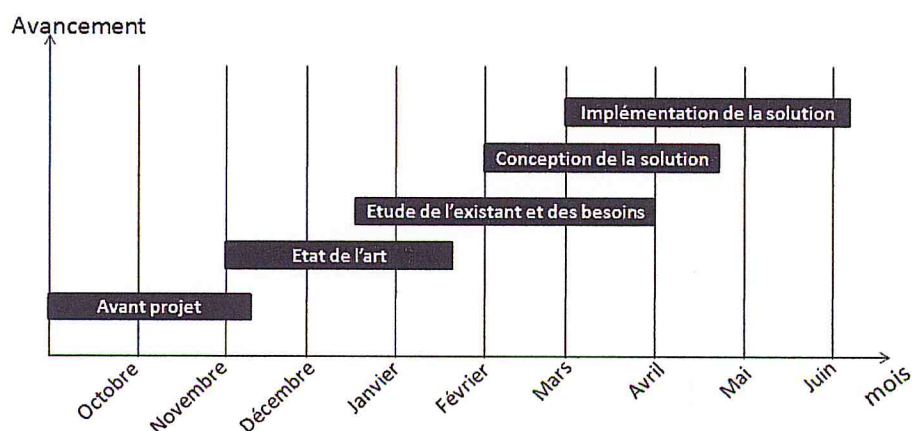 Avancement
Implémentation de la solution
Conception de la solution
Etude de l'existant et des besoins
Etat de l'art
Avant projet
Octobre
Novembre
Décembre
Janvier
Février
Mars
Avril
Mai
Juin
mois